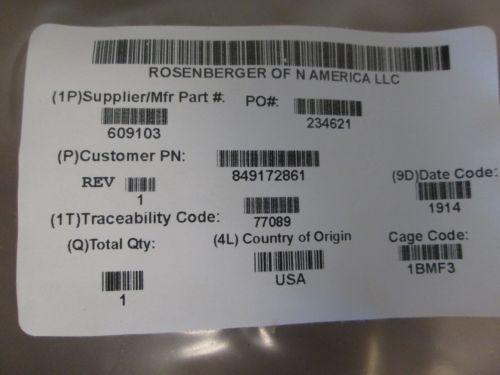 ROSENBERGER OF N AMERICA LLC
(1P)Supplier/Mfr Part #: PO#:
609103 234621
(P)Customer PN: 849172861
REV 1 (9D)Date Code:
1914
(1T)Traceability Code: 77089
(Q)Total Qty: (4L) Country of Origin Cage Code:
1 USA 1BMF3